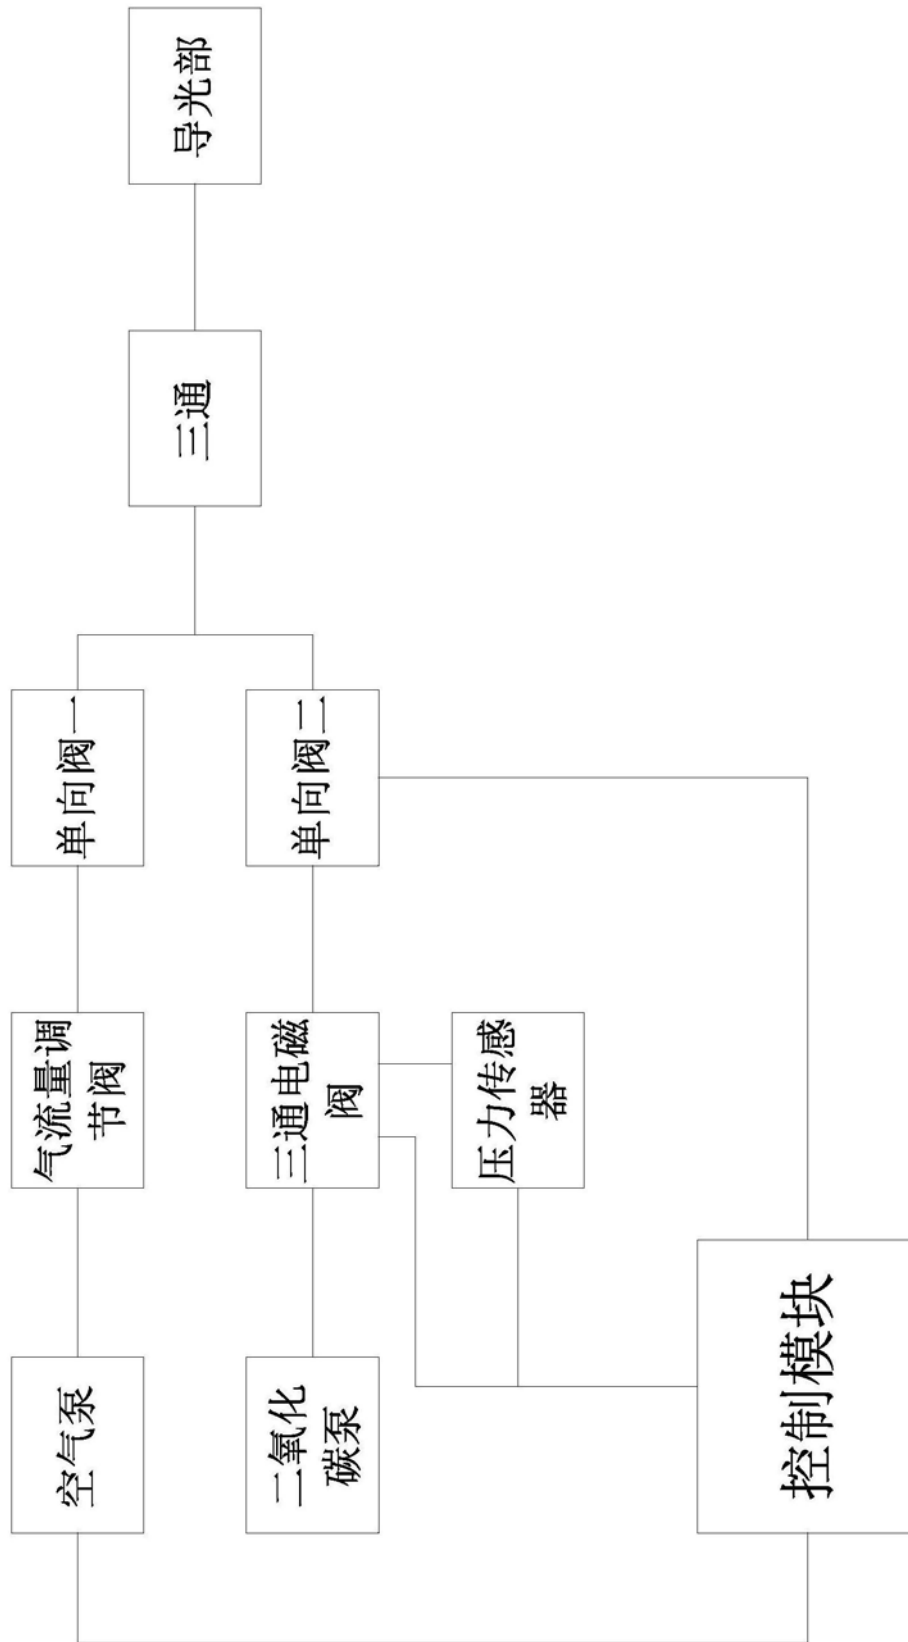 空气泵
气流量调
节阀
单向阀一
三通
导光部
二氧化
碳泵
三通电磁
阀
单向阀二
压力传感
器
控制模块